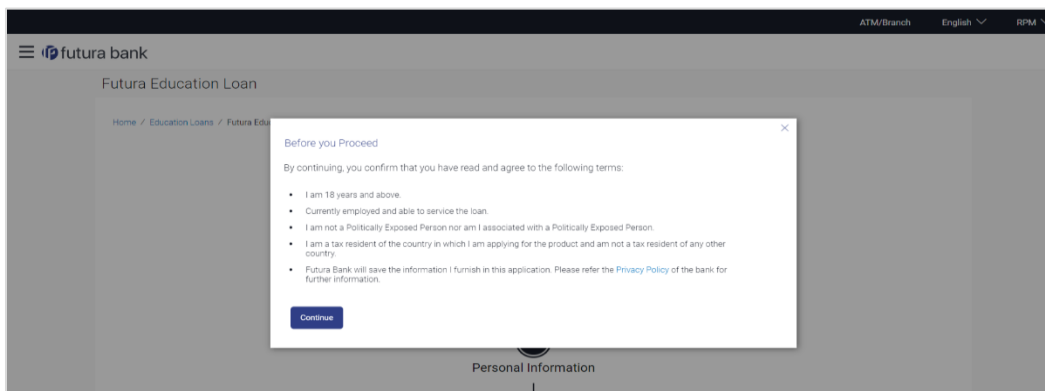 ATM/Branch English RPM
futura bank
Futura Education Loan
Home / Education Loans / Futura Edu
Before you Proceed
By continuing, you confirm that you have read and agree to the following terms:
• I am 18 years and above.
• Currently employed and able to service the loan.
• I am not a Politically Exposed Person nor am I associated with a Politically Exposed Person.
• I am a tax resident of the country in which I am applying for the product and am not a tax resident of any other
country.
• Futura Bank will save the information I furnish in this application. Please refer the Privacy Policy of the bank for
further information.
Continue
Personal Information